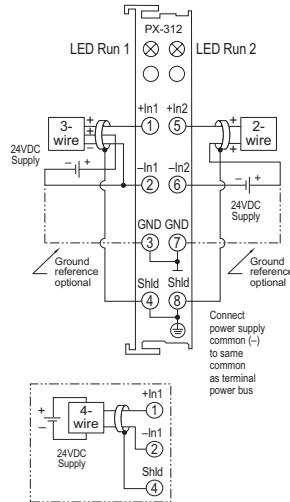 PX-312
LED Run 1
LED Run 2
+In1 +In2
3-
wire
+
+
–
1
5
+
–
2-
wire
24VDC
Supply
– +
–In1 –In2
2
6
– +
24VDC
Supply
GND GND
3
7
Ground
reference
optional
Ground
reference
optional
Shld Shld
4
8
Connect
power supply
common (–)
to same
common
as terminal
power bus
+In1
+
–
4-
wire
+
–
1
–In1
2
24VDC
Supply
Shld
4